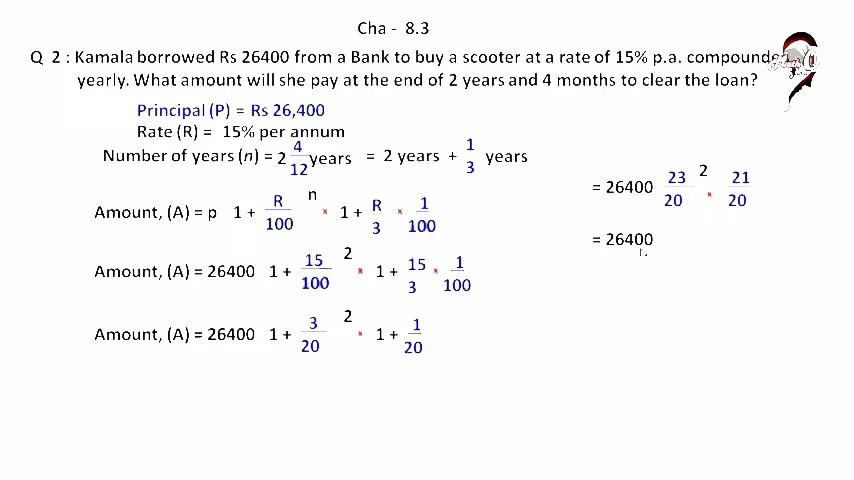 Cha - 8.3
Q 2 : Kamala borrowed Rs 26400 from a Bank to buy a scooter at a rate of 15% p.a. compounde
yearly. What amount will she pay at the end of 2 years and 4 months to clear the loan?
Principal (P) = Rs 26,400
Rate (R) = 15% per annum
Number of years (n) = 2 4/12 years = 2 years + 1/3 years
Amount, (A) = p 1 + R/100 n × 1 + R/3 × 1/100
Amount, (A) = 26400 1 + 15/100 2 × 1 + 15/3 × 1/100
Amount, (A) = 26400 1 + 3/20 2 × 1 + 1/20
= 26400 23/20 2 × 21/20
= 26400